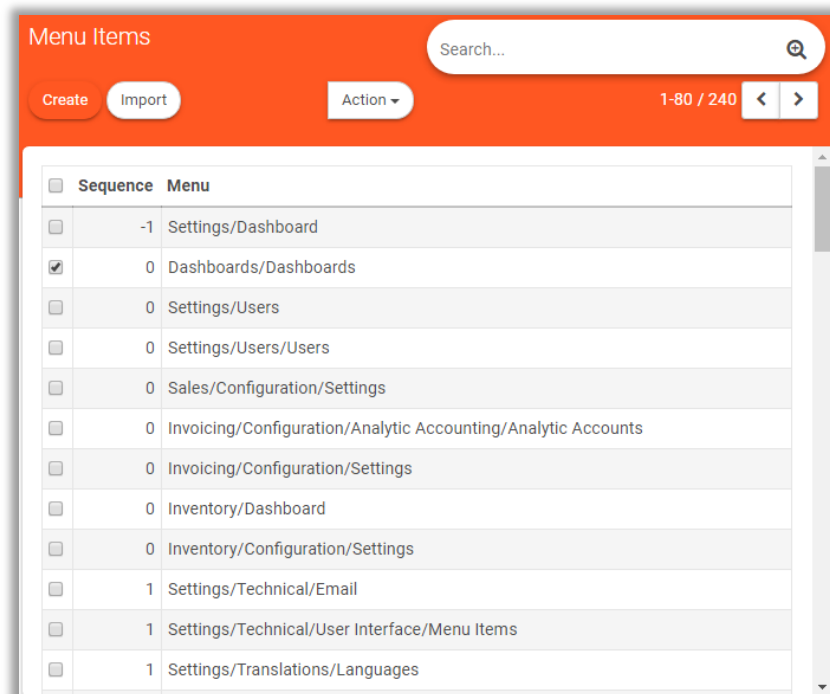 Menu Items
Search...
Create Import Action 1-80 / 240
Sequence Menu
-1 Settings/Dashboard
0 Dashboards/Dashboards
0 Settings/Users
0 Settings/Users/Users
0 Sales/Configuration/Settings
0 Invoicing/Configuration/Analytic Accounting/Analytic Accounts
0 Invoicing/Configuration/Settings
0 Inventory/Dashboard
0 Inventory/Configuration/Settings
1 Settings/Technical/Email
1 Settings/Technical/User Interface/Menu Items
1 Settings/Translations/Languages